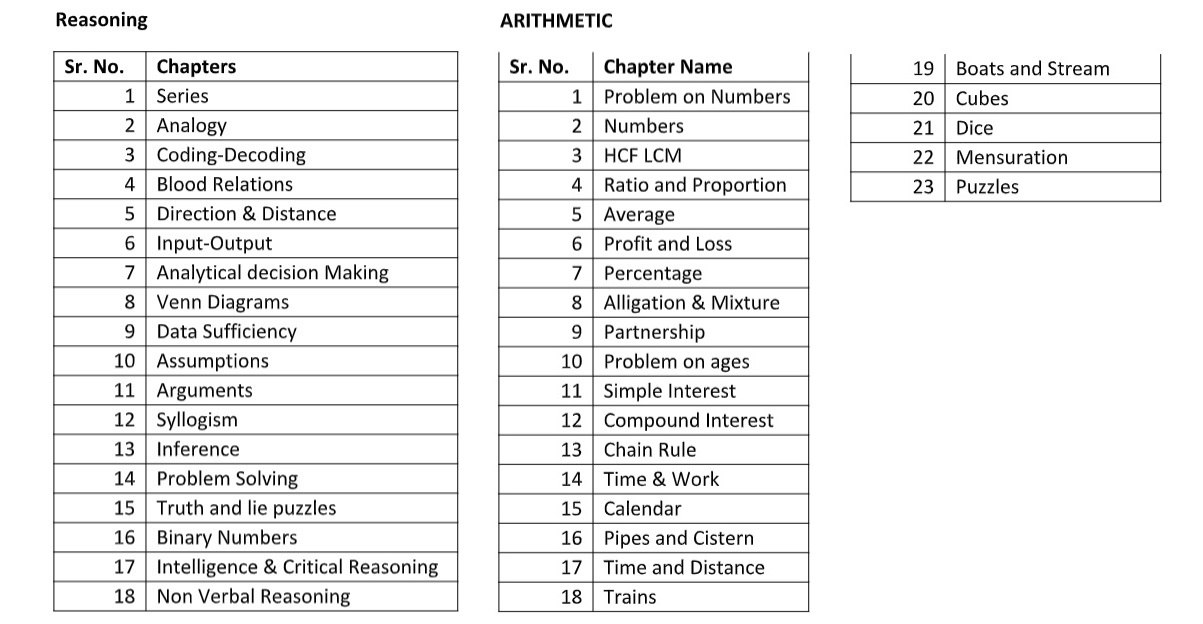 Reasoning
Sr. No. Chapters
1 Series
2 Analogy
3 Coding-Decoding
4 Blood Relations
5 Direction & Distance
6 Input-Output
7 Analytical decision Making
8 Venn Diagrams
9 Data Sufficiency
10 Assumptions
11 Arguments
12 Syllogism
13 Inference
14 Problem Solving
15 Truth and lie puzzles
16 Binary Numbers
17 Intelligence & Critical Reasoning
18 Non Verbal Reasoning
ARITHMETIC
Sr. No. Chapter Name
1 Problem on Numbers
2 Numbers
3 HCF LCM
4 Ratio and Proportion
5 Average
6 Profit and Loss
7 Percentage
8 Alligation & Mixture
9 Partnership
10 Problem on ages
11 Simple Interest
12 Compound Interest
13 Chain Rule
14 Time & Work
15 Calendar
16 Pipes and Cistern
17 Time and Distance
18 Trains
19 Boats and Stream
20 Cubes
21 Dice
22 Mensuration
23 Puzzles